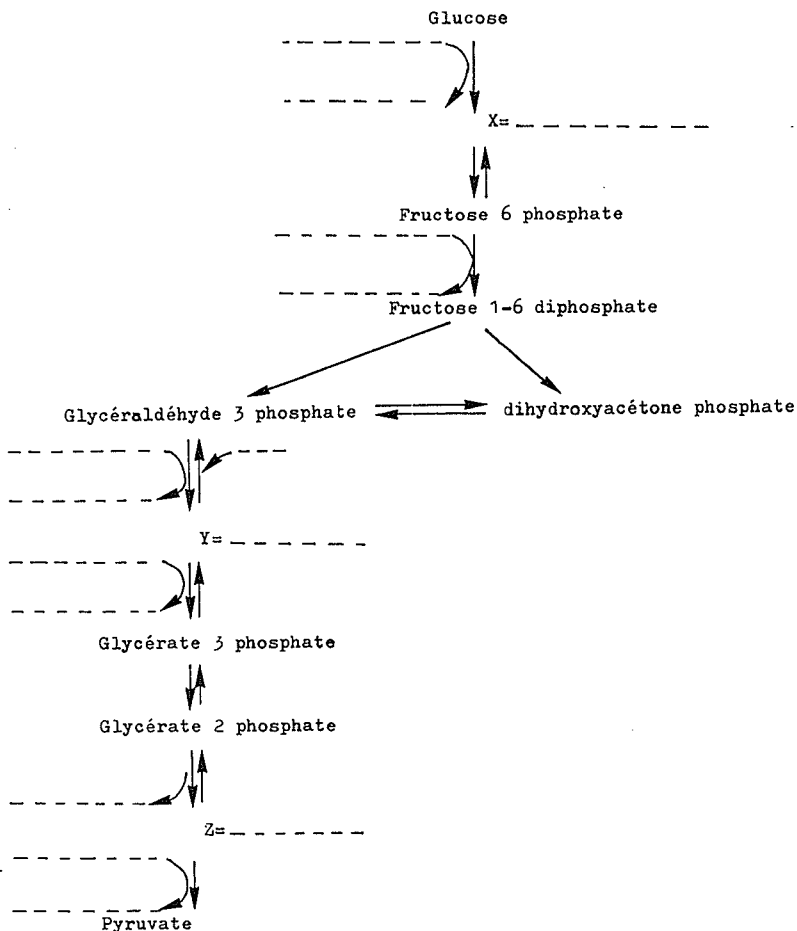 Glucose
X=
Fructose 6 phosphate
Fructose 1-6 diphosphate
Glycéraldéhyde 3 phosphate
dihydroxyacétone phosphate
Y=
Glycérate 3 phosphate
Glycérate 2 phosphate
Z=
Pyruvate